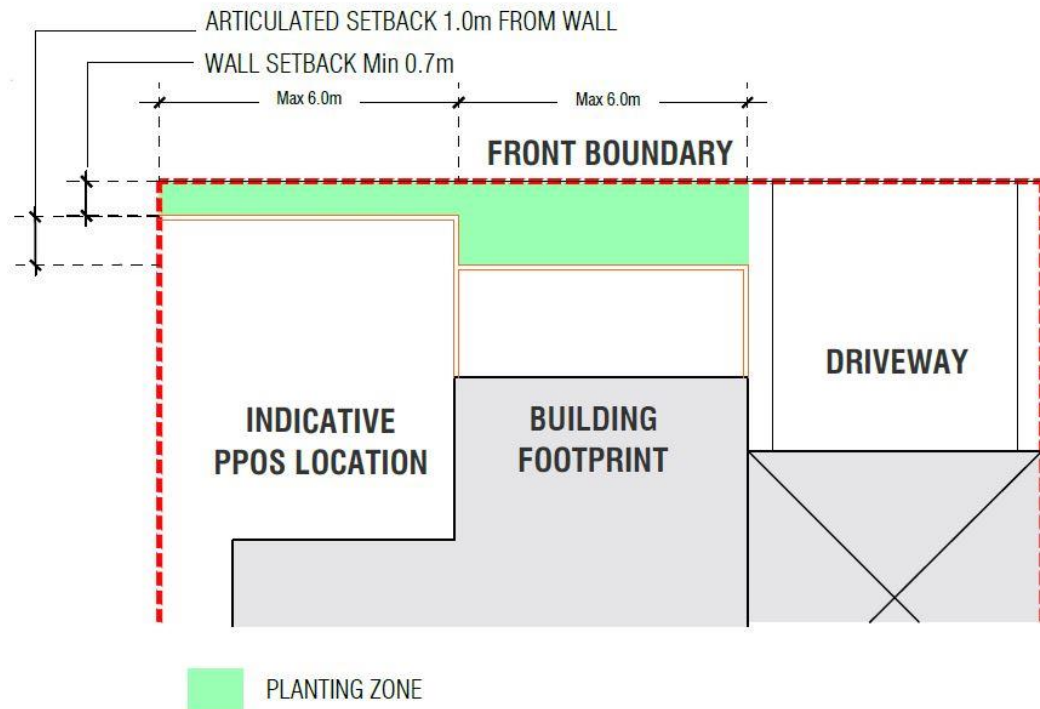 ARTICULATED SETBACK 1.0m FROM WALL
WALL SETBACK Min 0.7m
Max 6.0m
Max 6.0m
FRONT BOUNDARY
DRIVEWAY
INDICATIVE
PPOS LOCATION
BUILDING
FOOTPRINT
PLANTING ZONE